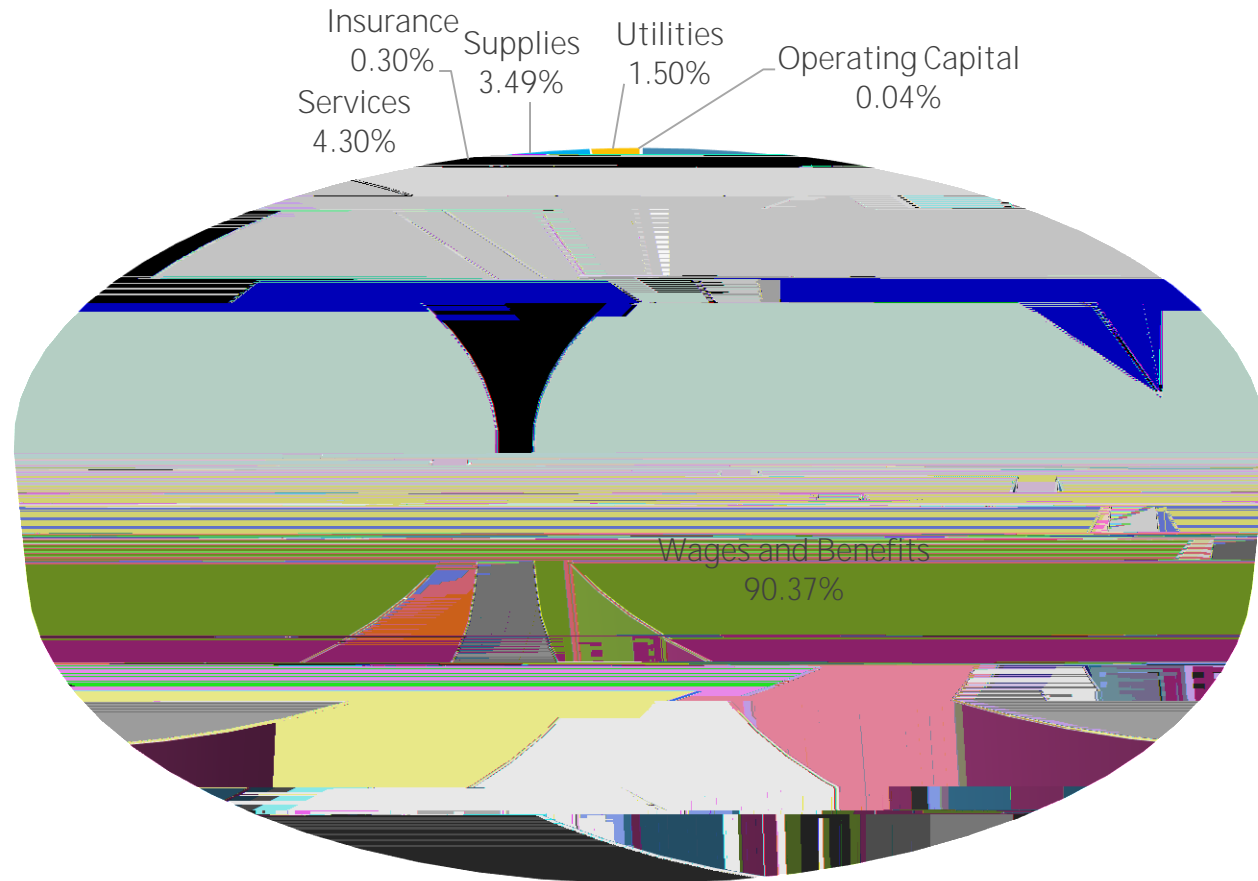 Insurance
0.30%
Supplies
3.49%
Utilities
1.50%
Operating Capital
0.04%
Services
4.30%
Wages and Benefits
90.37%